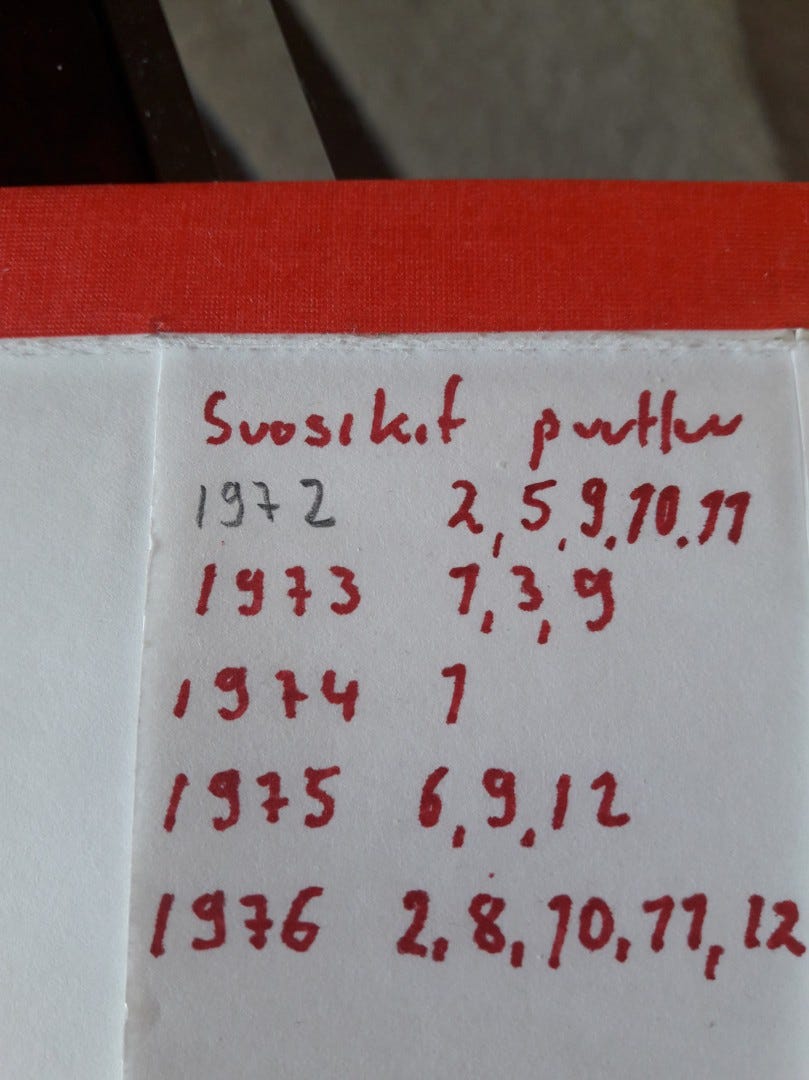 Suosikit puuttuu
1972 2, 5, 9, 10, 11
1973 1, 3, 9
1974 1
1975 6, 9, 12
1976 2, 8, 10, 11, 12